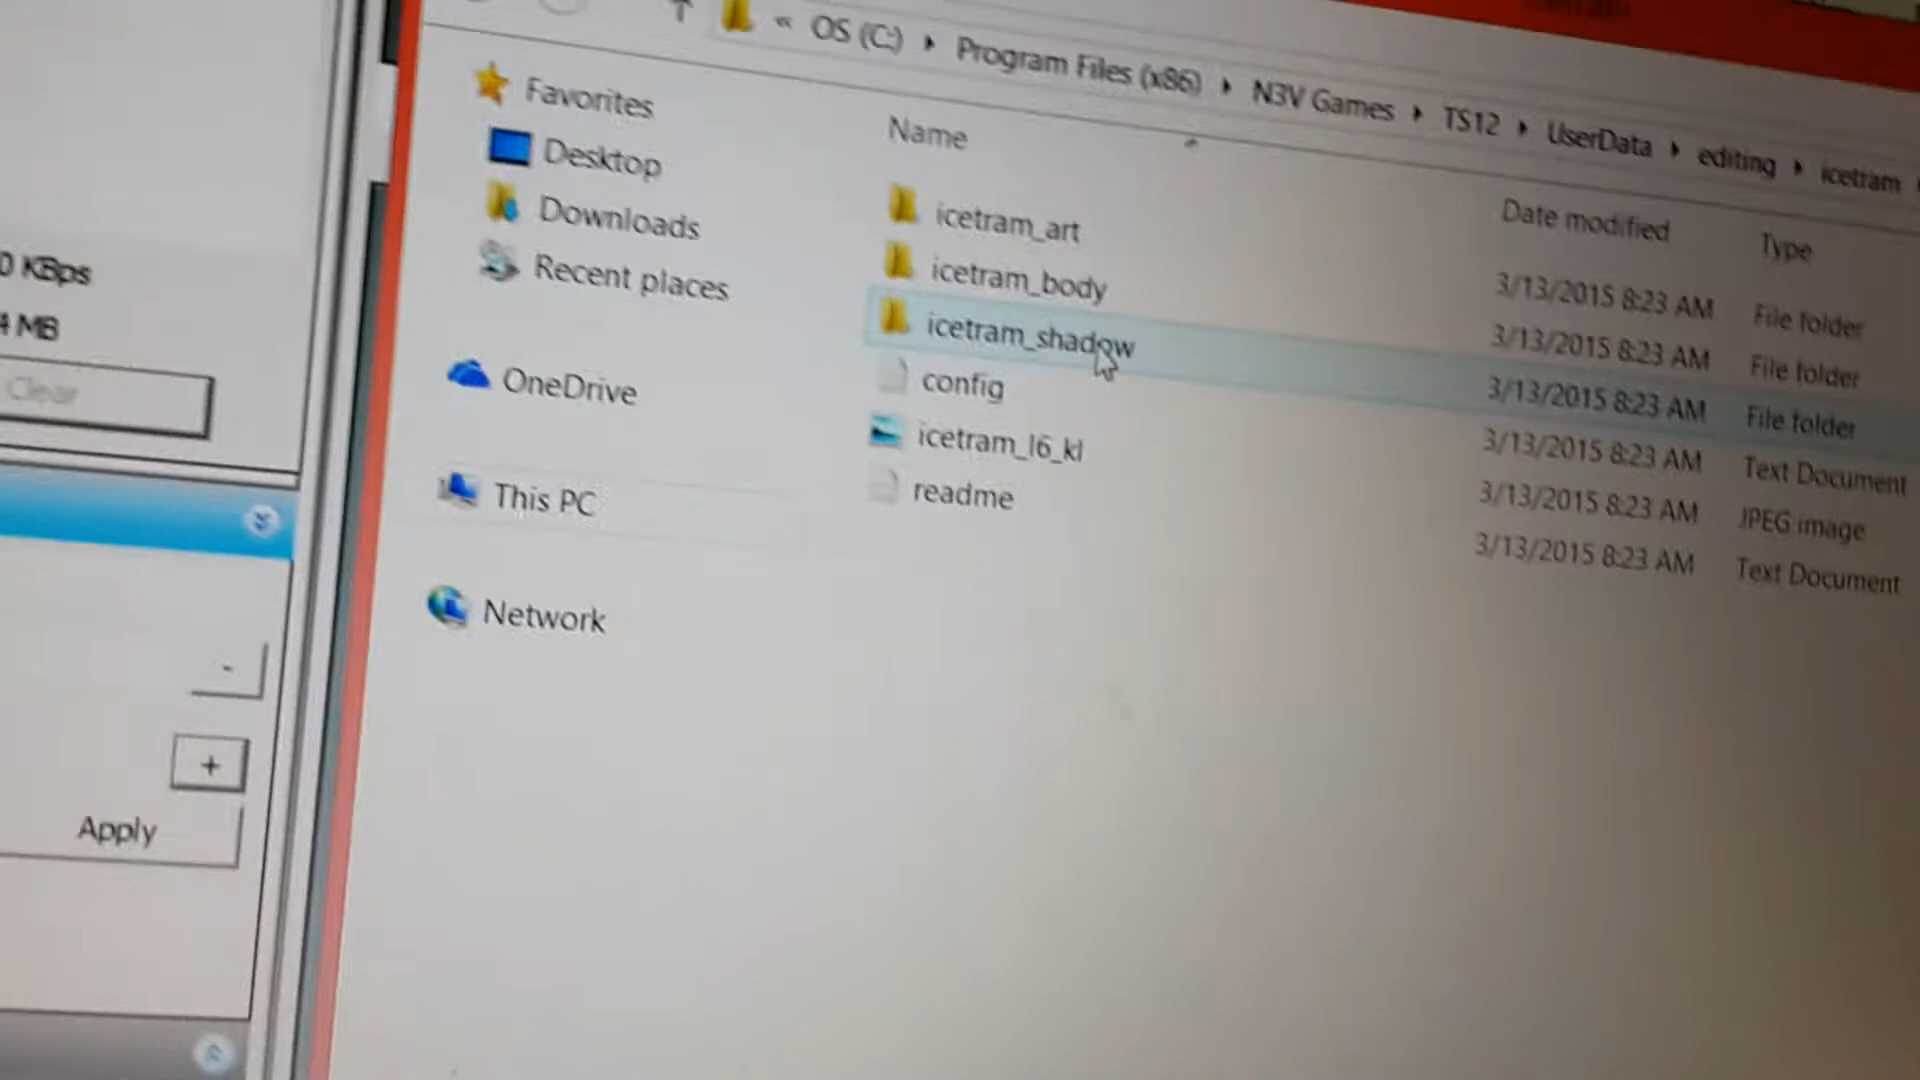 OS (C:) Program Files (x86) N3V Games TS12 UserData editing icetram
Favorites
Desktop
Downloads
Recent places
OneDrive
This PC
Network
Name Date modified Type
icetram_art 3/13/2015 8:23 AM File folder
icetram_body 3/13/2015 8:23 AM File folder
icetram_shadow 3/13/2015 8:23 AM File folder
config 3/13/2015 8:23 AM Text Document
icetram_l6_kl 3/13/2015 8:23 AM JPEG image
readme 3/13/2015 8:23 AM Text Document
0 KBps
4 MB
Clear
-
+
Apply